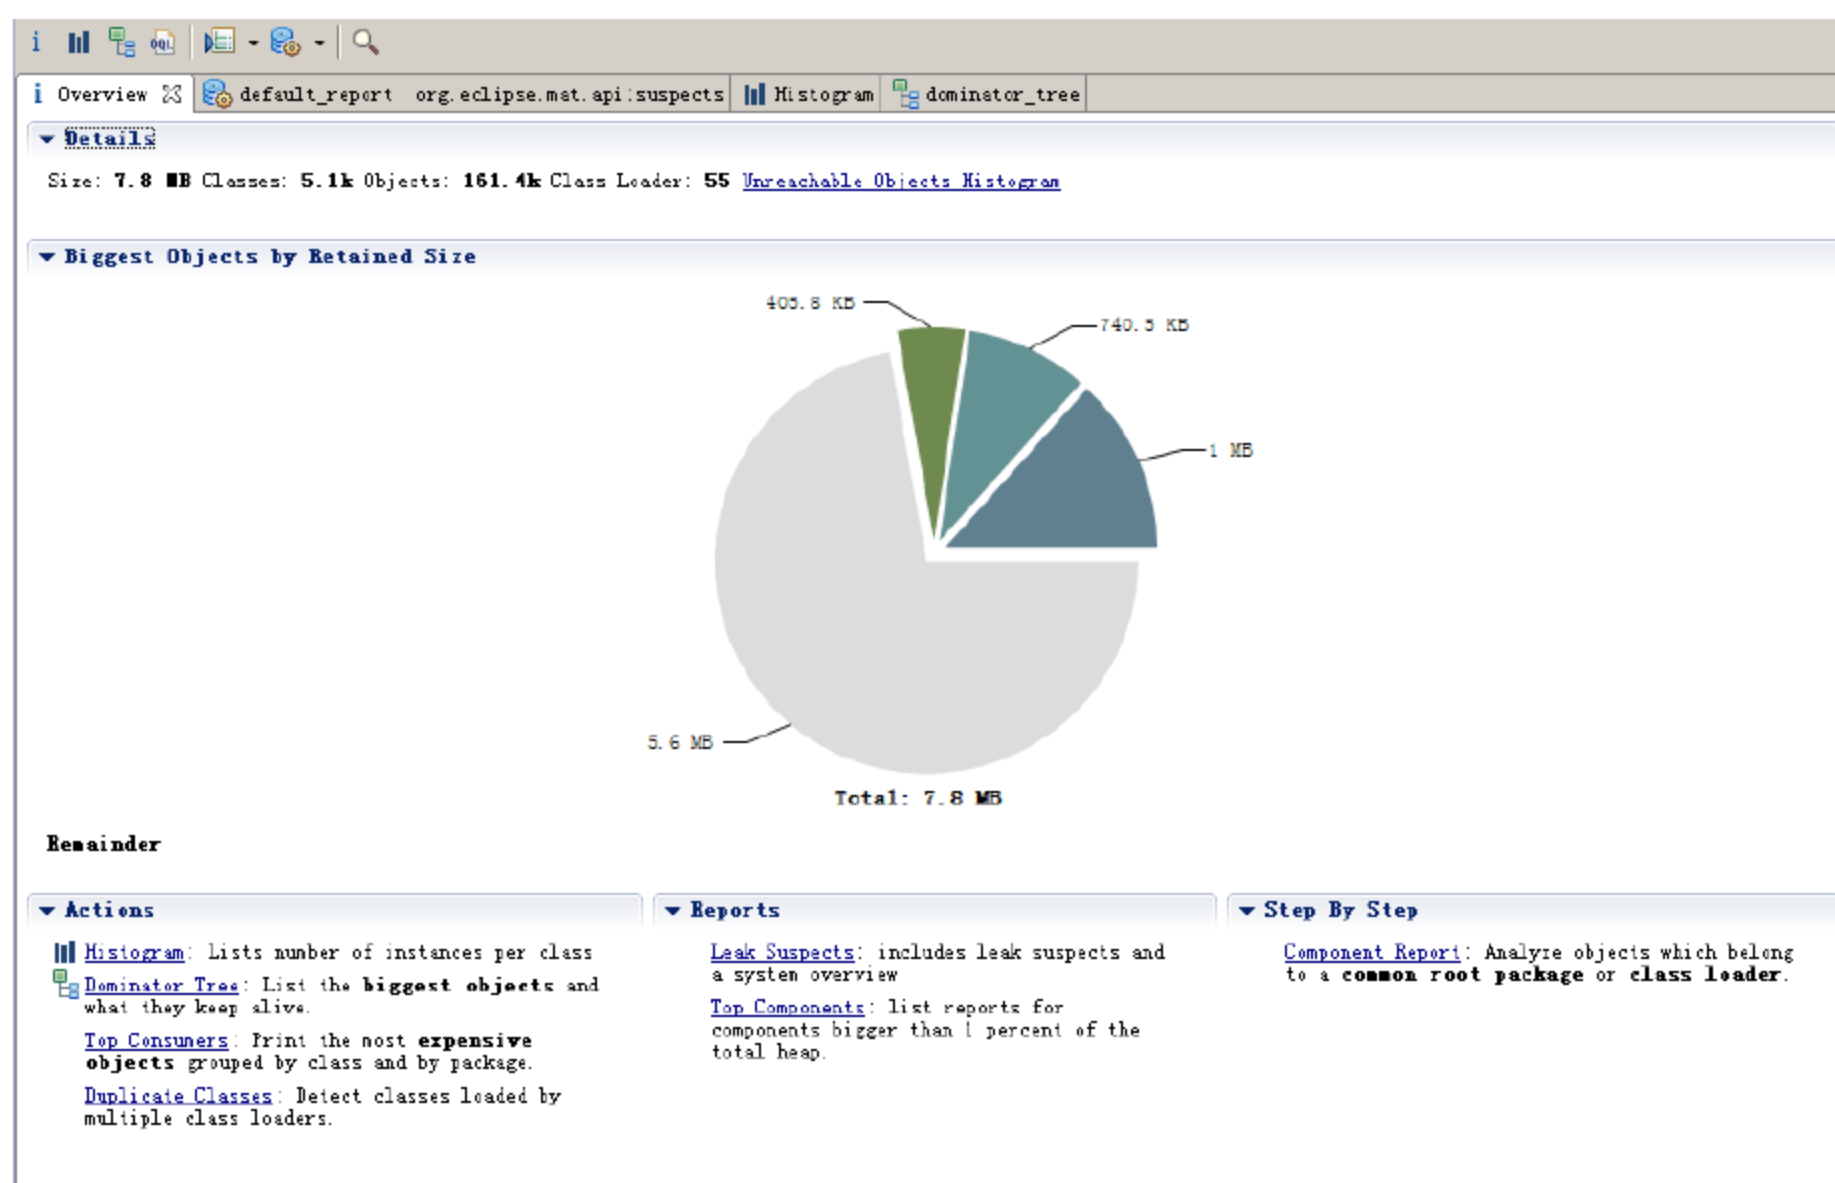 Overview default_report org.eclipse.mat.api:suspects Histogram dominator_tree
Details
Size: 7.8 MB Classes: 5.1k Objects: 161.4k Class Loader: 55 Unreachable Objects Histogram
Biggest Objects by Retained Size
405.8 KB
740.5 KB
1 MB
5.6 MB
Total: 7.8 MB
Remainder
Actions
Histogram: Lists number of instances per class
Dominator Tree: List the biggest objects and
what they keep alive.
Top Consumers: Print the most expensive
objects grouped by class and by package.
Duplicate Classes: Detect classes loaded by
multiple class loaders.
Reports
Leak Suspects: includes leak suspects and
a system overview
Top Components: list reports for
components bigger than 1 percent of the
total heap.
Step By Step
Component Report: Analyze objects which belong
to a common root package or class loader.